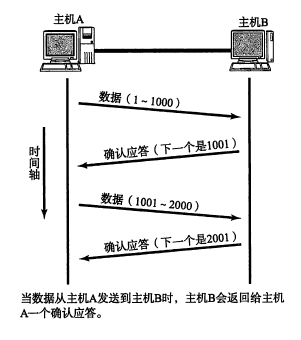 主机A
主机B
数据（1～1000）
确认应答（下一个是1001）
时间轴
数据（1001～2000）
确认应答（下一个是2001）
当数据从主机A发送到主机B时，主机B会返回给主机
A一个确认应答。